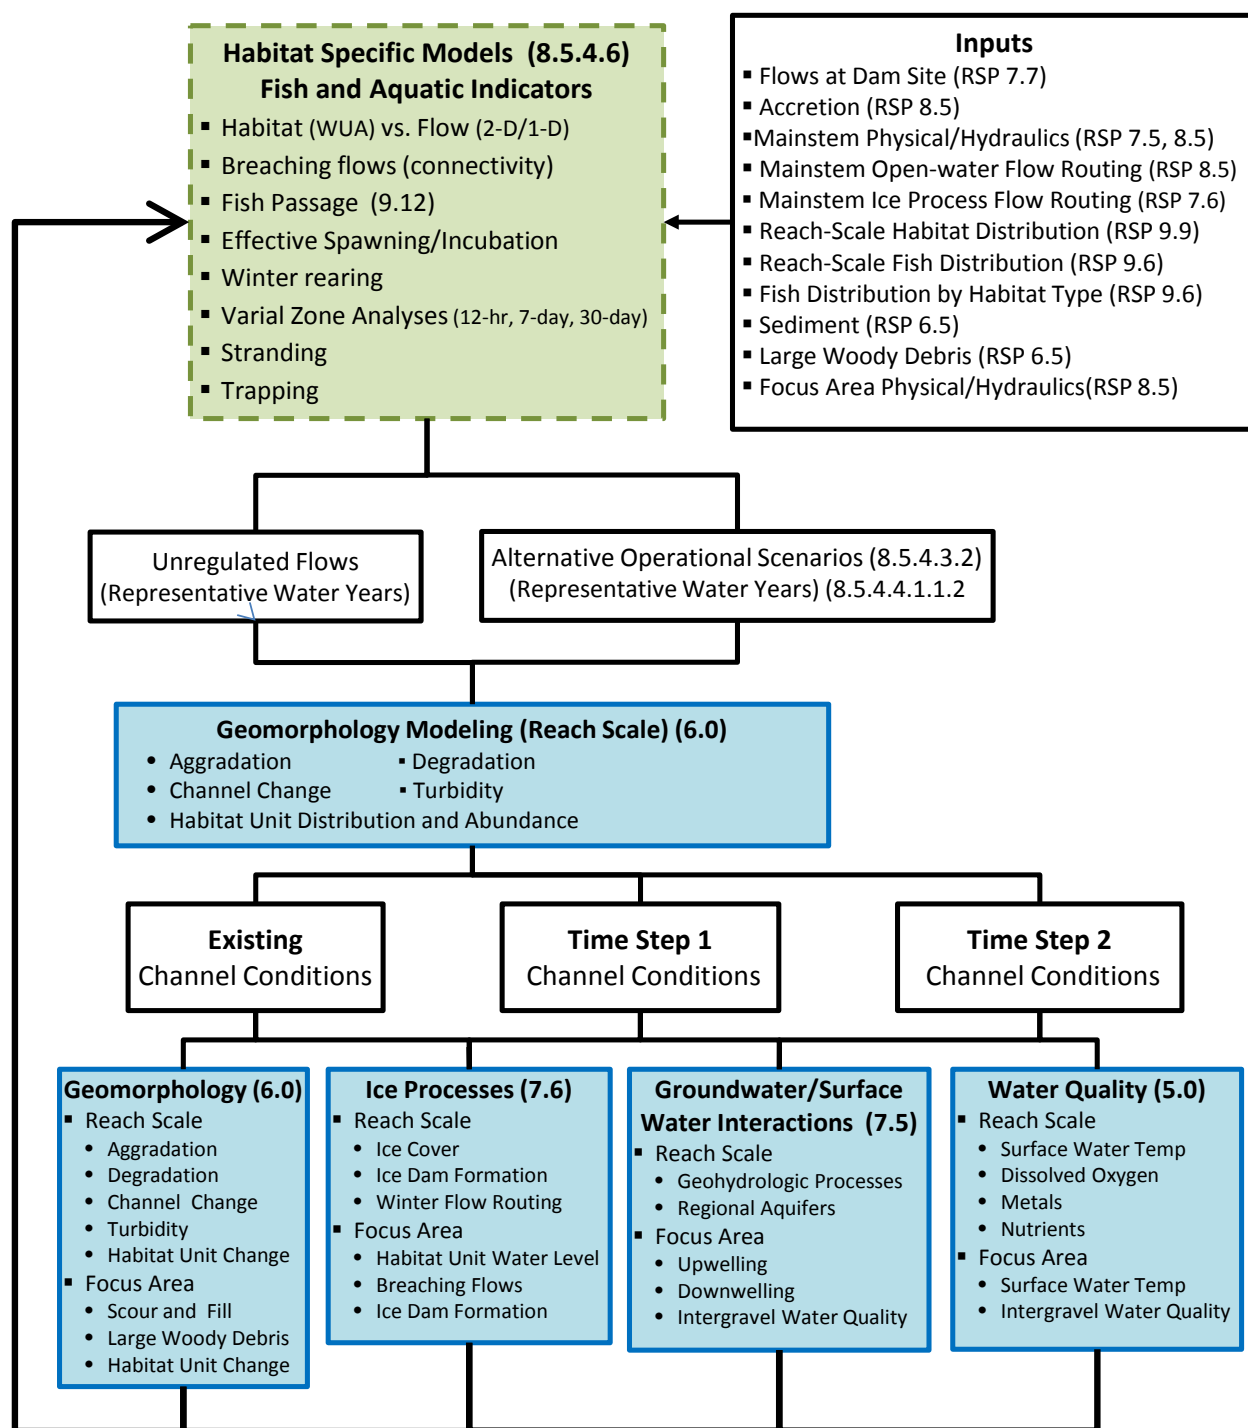 Habitat Specific Models (8.5.4.6)
Fish and Aquatic Indicators
▪ Habitat (WUA) vs. Flow (2-D/1-D)
▪ Breaching flows (connectivity)
▪ Fish Passage (9.12)
▪ Effective Spawning/Incubation
▪ Winter rearing
▪ Varial Zone Analyses (12-hr, 7-day, 30-day)
▪ Stranding
▪ Trapping
Inputs
▪ Flows at Dam Site (RSP 7.7)
▪ Accretion (RSP 8.5)
▪Mainstem Physical/Hydraulics (RSP 7.5, 8.5)
▪ Mainstem Open-water Flow Routing (RSP 8.5)
▪ Mainstem Ice Process Flow Routing (RSP 7.6)
▪ Reach-Scale Habitat Distribution (RSP 9.9)
▪ Reach-Scale Fish Distribution (RSP 9.6)
▪ Fish Distribution by Habitat Type (RSP 9.6)
▪ Sediment (RSP 6.5)
▪ Large Woody Debris (RSP 6.5)
▪ Focus Area Physical/Hydraulics(RSP 8.5)
Unregulated Flows
(Representative Water Years)
Alternative Operational Scenarios (8.5.4.3.2)
(Representative Water Years) (8.5.4.4.1.1.2
Geomorphology Modeling (Reach Scale) (6.0)
• Aggradation ▪ Degradation
• Channel Change ▪ Turbidity
• Habitat Unit Distribution and Abundance
Existing
Channel Conditions
Time Step 1
Channel Conditions
Time Step 2
Channel Conditions
Geomorphology (6.0)
▪ Reach Scale
• Aggradation
• Degradation
• Channel Change
• Turbidity
• Habitat Unit Change
▪ Focus Area
• Scour and Fill
• Large Woody Debris
• Habitat Unit Change
Ice Processes (7.6)
▪ Reach Scale
• Ice Cover
• Ice Dam Formation
• Winter Flow Routing
▪ Focus Area
• Habitat Unit Water Level
• Breaching Flows
• Ice Dam Formation
Groundwater/Surface
Water Interactions (7.5)
▪ Reach Scale
• Geohydrologic Processes
• Regional Aquifers
▪ Focus Area
• Upwelling
• Downwelling
• Intergravel Water Quality
Water Quality (5.0)
▪ Reach Scale
• Surface Water Temp
• Dissolved Oxygen
• Metals
• Nutrients
▪ Focus Area
• Surface Water Temp
• Intergravel Water Quality